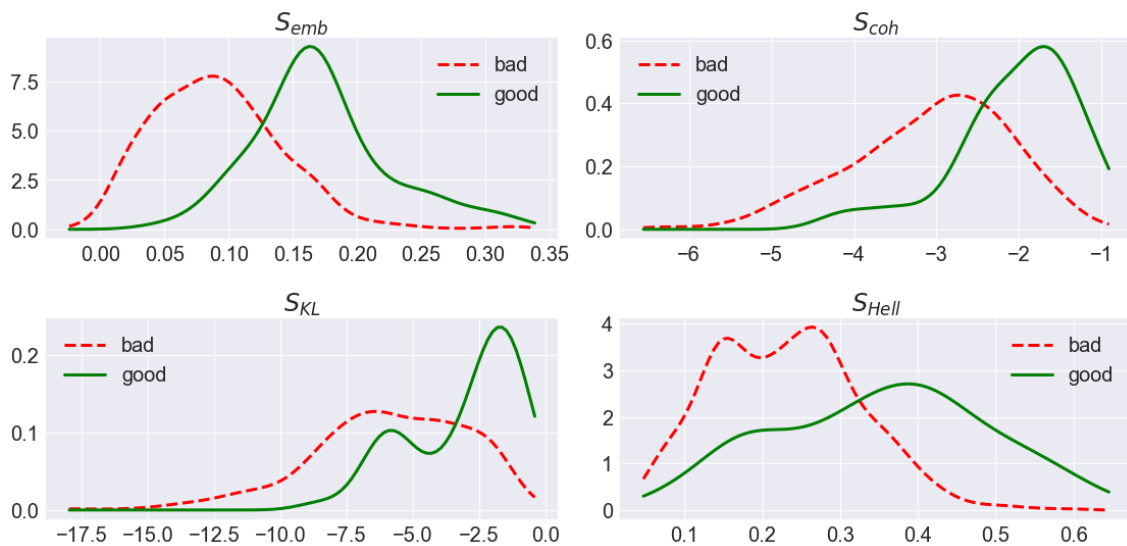 S_emb
bad
good
7.5
5.0
2.5
0.0
0.00 0.05 0.10 0.15 0.20 0.25 0.30 0.35
S_coh
bad
good
0.6
0.4
0.2
0.0
−6 −5 −4 −3 −2 −1
S_KL
bad
good
0.2
0.1
0.0
−17.5 −15.0 −12.5 −10.0 −7.5 −5.0 −2.5 0.0
S_Hell
bad
good
4
3
2
1
0
0.1 0.2 0.3 0.4 0.5 0.6